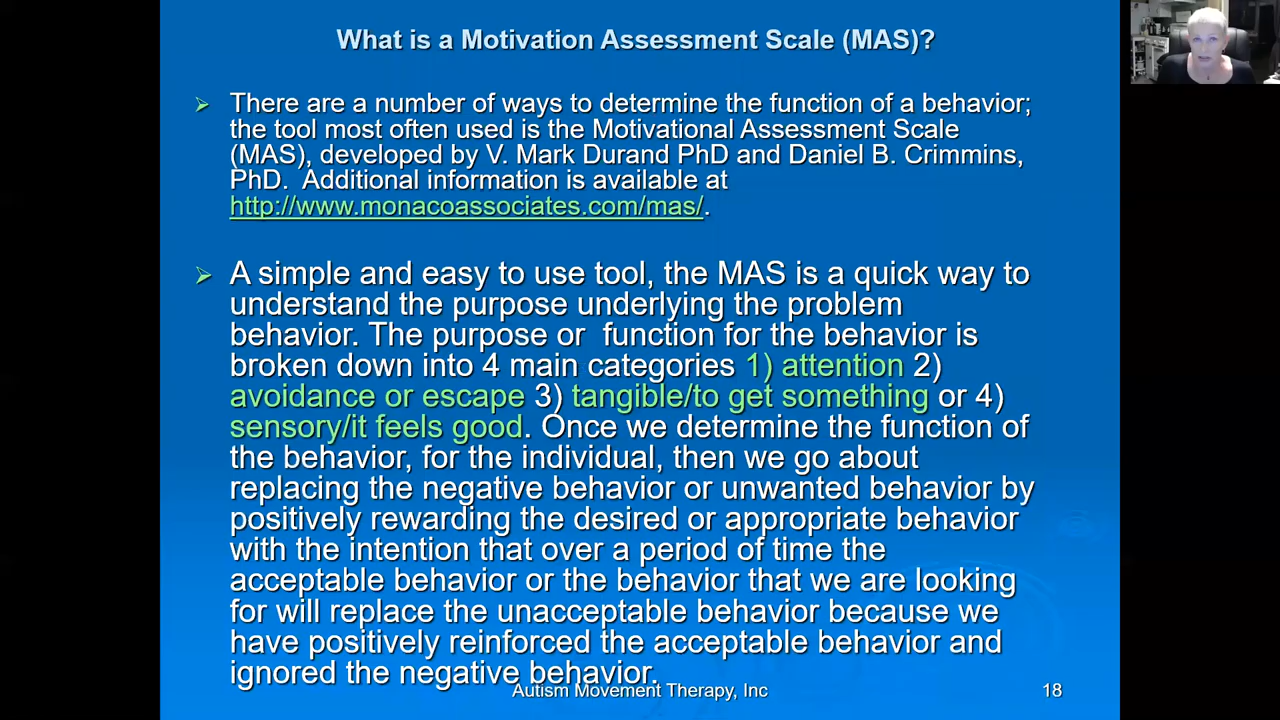 What is a Motivation Assessment Scale (MAS)?
There are a number of ways to determine the function of a behavior;
the tool most often used is the Motivational Assessment Scale
(MAS), developed by V. Mark Durand PhD and Daniel B. Crimmins,
PhD.  Additional information is available at
http://www.monacoassociates.com/mas/.
A simple and easy to use tool, the MAS is a quick way to
understand the purpose underlying the problem
behavior. The purpose or  function for the behavior is
broken down into 4 main categories 1) attention 2)
avoidance or escape 3) tangible/to get something or 4)
sensory/it feels good. Once we determine the function of
the behavior, for the individual, then we go about
replacing the negative behavior or unwanted behavior by
positively rewarding the desired or appropriate behavior
with the intention that over a period of time the
acceptable behavior or the behavior that we are looking
for will replace the unacceptable behavior because we
have positively reinforced the acceptable behavior and
ignored the negative behavior.
Autism Movement Therapy, Inc
18